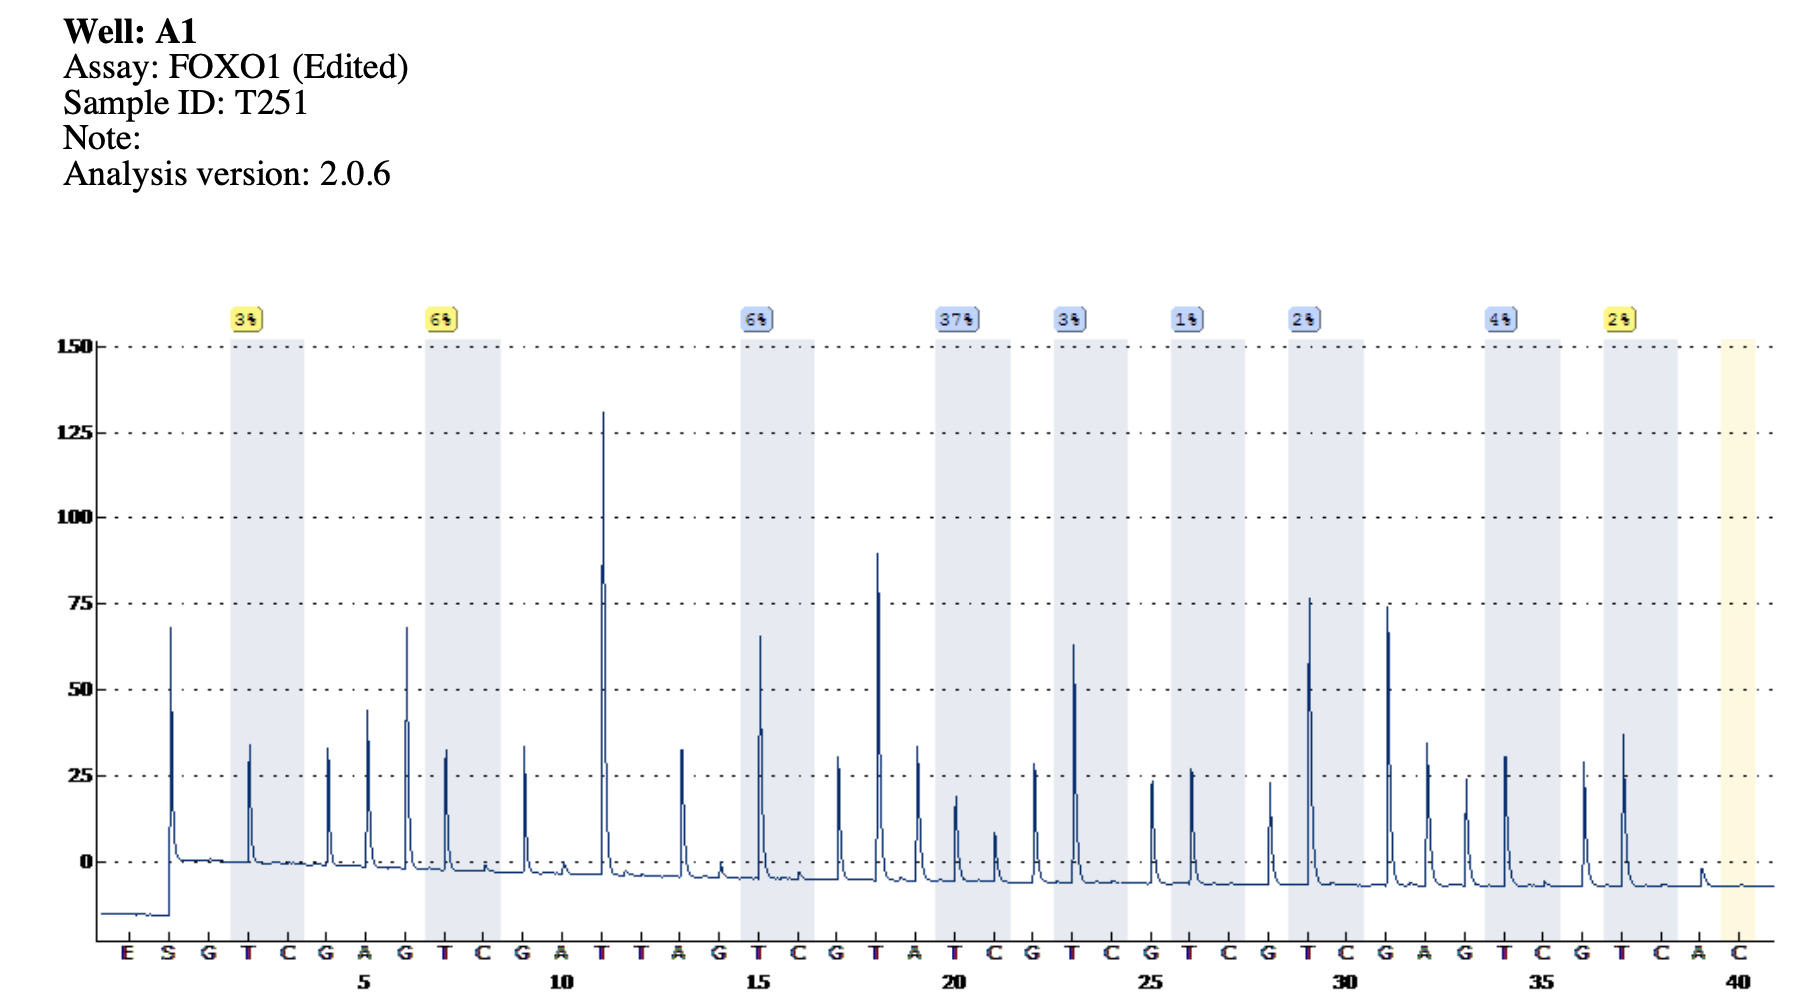 Well: A1
Assay: FOXO1 (Edited)
Sample ID: T251
Note:
Analysis version: 2.0.6
3% 6% 6% 37% 3% 1% 2% 4% 2%
150
125
100
75
50
25
0
E S G T C G A G T C G A T T A G T C G T A T C G T C G T C G T C G A G T C G T C A C
5 10 15 20 25 30 35 40